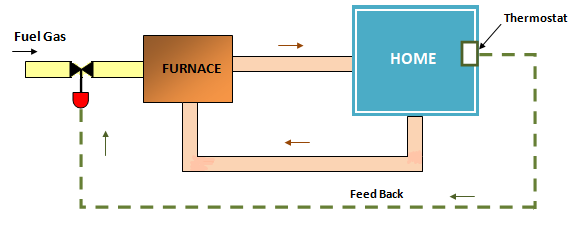 Thermostat
Fuel Gas
FURNACE
HOME
Feed Back